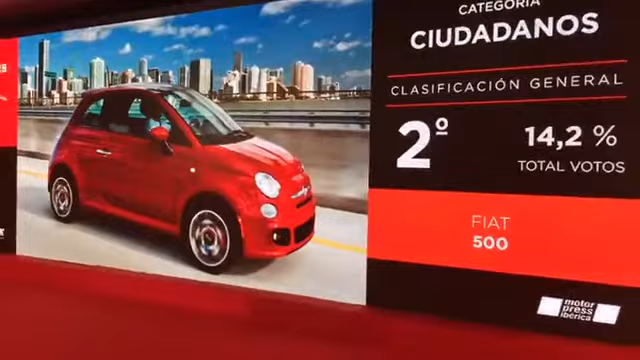 CATEGORÍA
CIUDADANOS
CLASIFICACIÓN GENERAL
2º
14,2 %
TOTAL VOTOS
FIAT
500
motor
press
ibérica